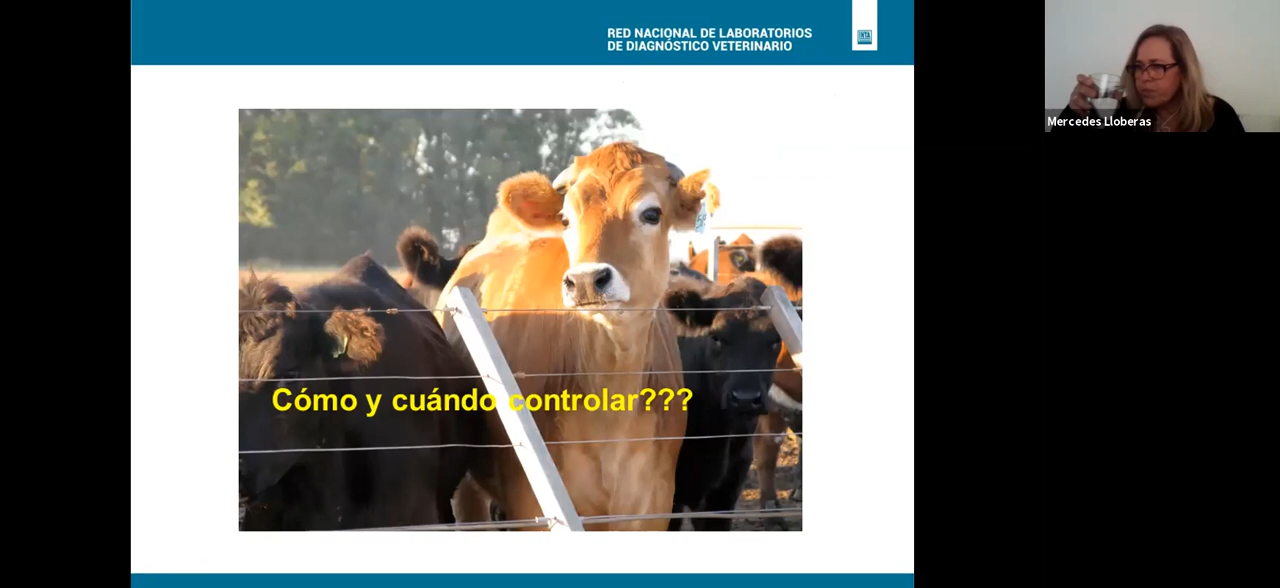 RED NACIONAL DE LABORATORIOS
DE DIAGNÓSTICO VETERINARIO
INTA
Mercedes Lloberas
Cómo y cuándo controlar???